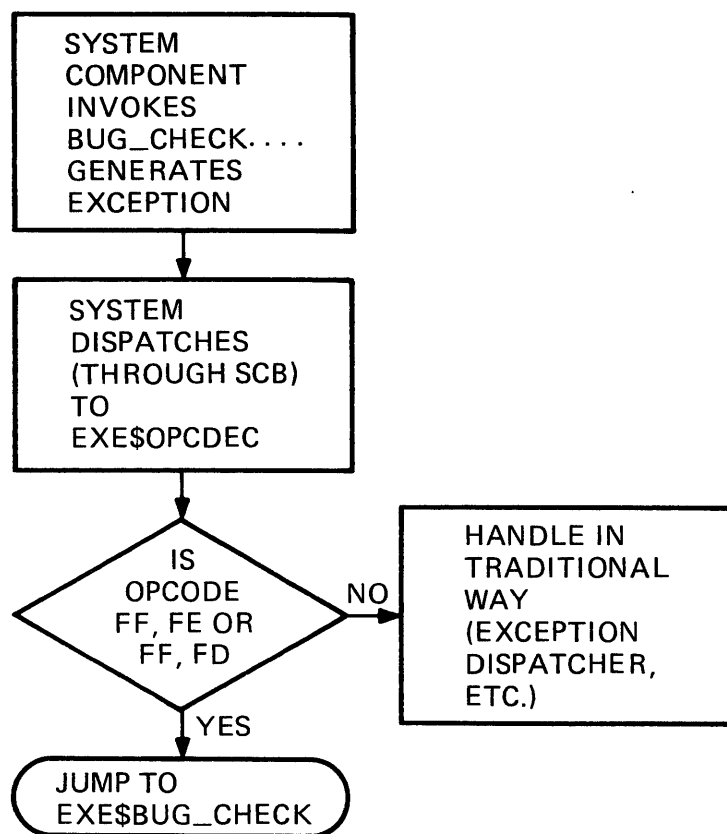 SYSTEM
COMPONENT
INVOKES
BUG_CHECK....
GENERATES
EXCEPTION
SYSTEM
DISPATCHES
(THROUGH SCB)
TO
EXE$OPCDEC
IS
OPCODE
FF, FE OR
FF, FD
NO
HANDLE IN
TRADITIONAL
WAY
(EXCEPTION
DISPATCHER,
ETC.)
YES
JUMP TO
EXE$BUG_CHECK